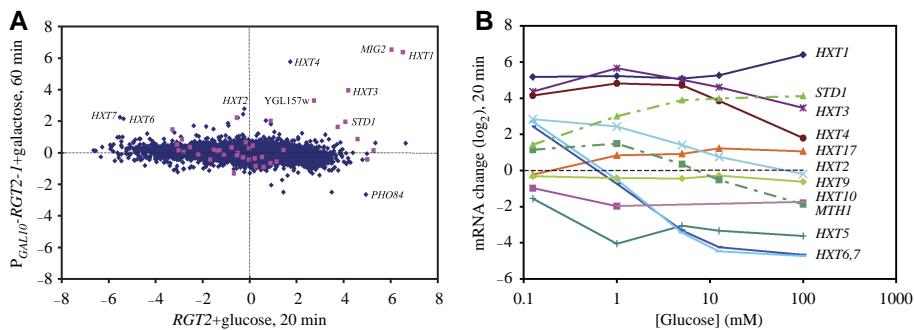 A
P_GAL10-RGT2-1+galactose, 60 min
8
6
4
2
0
2
4
6
8
−8
−6
−4
−2
0
2
4
6
8
RGT2+glucose, 20 min
MIG2
HXT1
HXT4
HXT3
YGL157w
HXT2
STD1
HXT7
HXT6
PHO84
B
mRNA change (log2), 20 min
8
6
4
2
0
−2
−4
−6
0.1
1
10
100
1000
[Glucose] (mM)
HXT1
STD1
HXT3
HXT4
HXT17
HXT2
HXT9
HXT10
MTH1
HXT5
HXT6,7